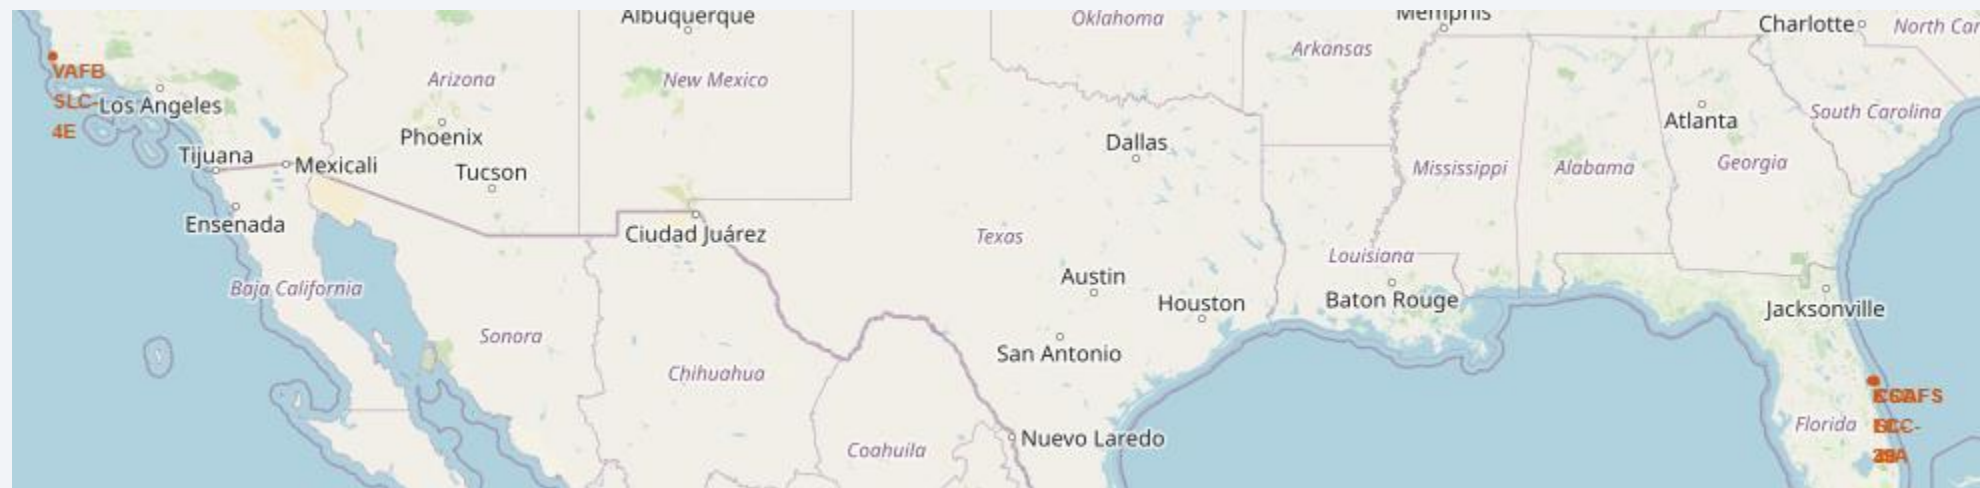 Albuquerque
Oklahoma
Memphis
Charlotte
North Car
Arkansas
VAFB
SLC-
4E
Los Angeles
Arizona
New Mexico
Phoenix
Dallas
Atlanta
South Carolina
Tijuana
Mexicali
Tucson
Mississippi
Alabama
Georgia
Ensenada
Ciudad Juárez
Texas
Louisiana
Baja California
Austin
Houston
Baton Rouge
Jacksonville
Sonora
San Antonio
Chihuahua
Florida
Nuevo Laredo
Coahuila